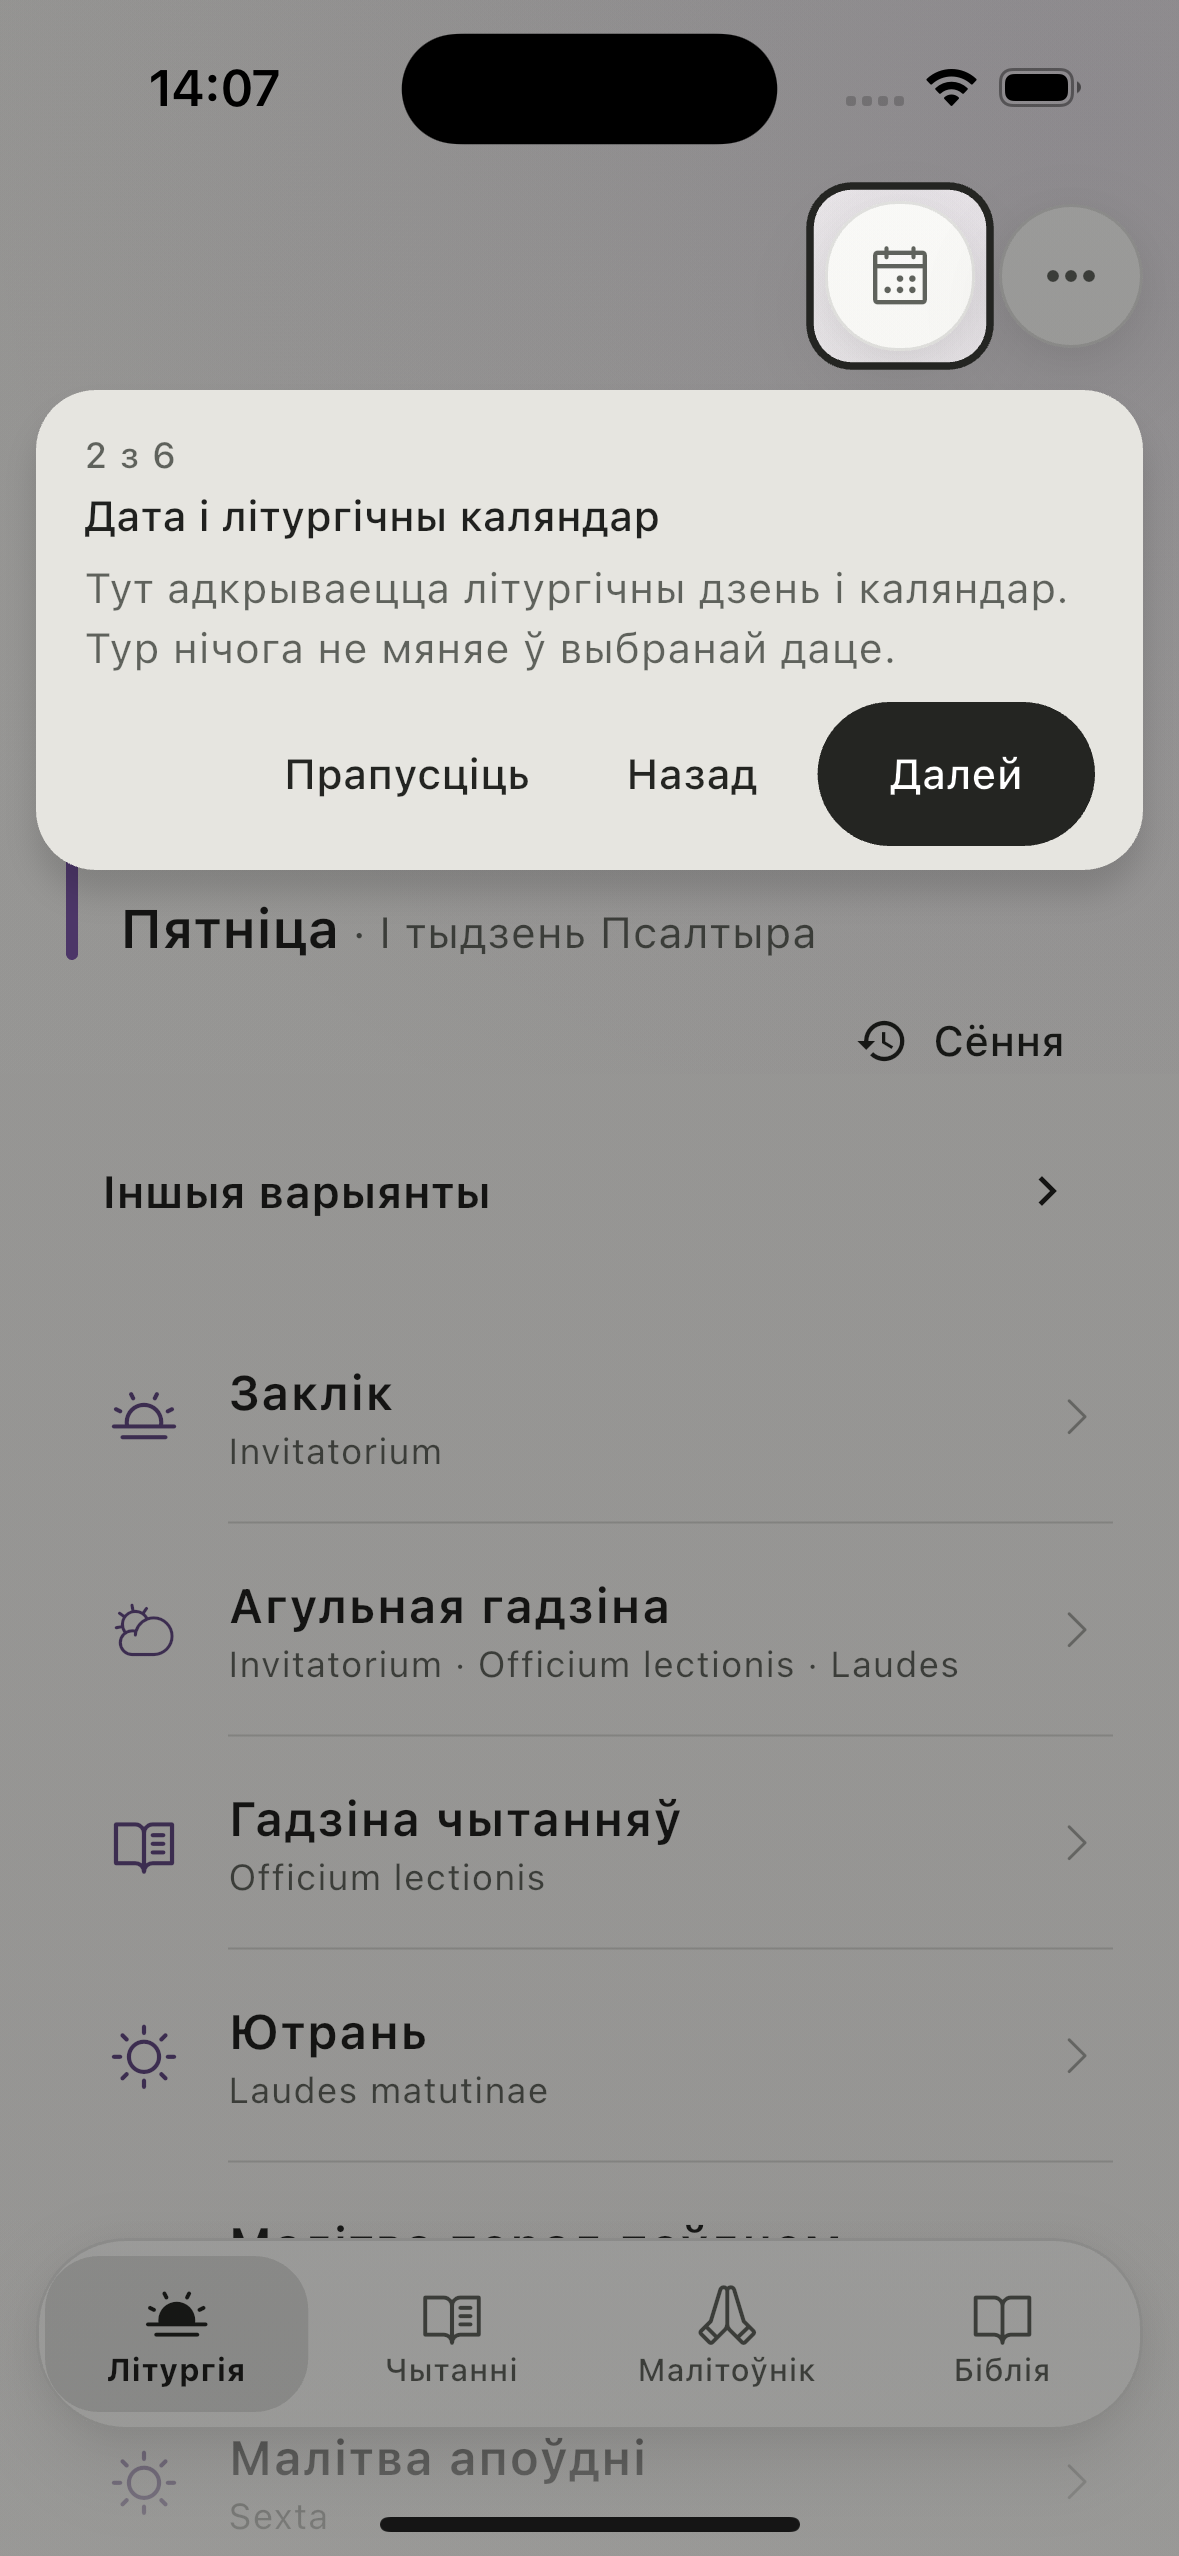 14:07
2 з 6
Дата і літургічны каляндар
Тут адкрываецца літургічны дзень і каляндар.
Тур нічога не мяняе ў выбранай даце.
Прапусціць
Назад
Далей
Пятніца · I тыдзень Псалтыра
Сёння
Іншыя варыянты
Заклік
Invitatorium
Агульная гадзіна
Invitatorium · Officium lectionis · Laudes
Гадзіна чытанняў
Officium lectionis
Ютрань
Laudes matutinae
Літургія
Чытанні
Малітоўнік
Біблія
Малітва апоўдні
Sexta